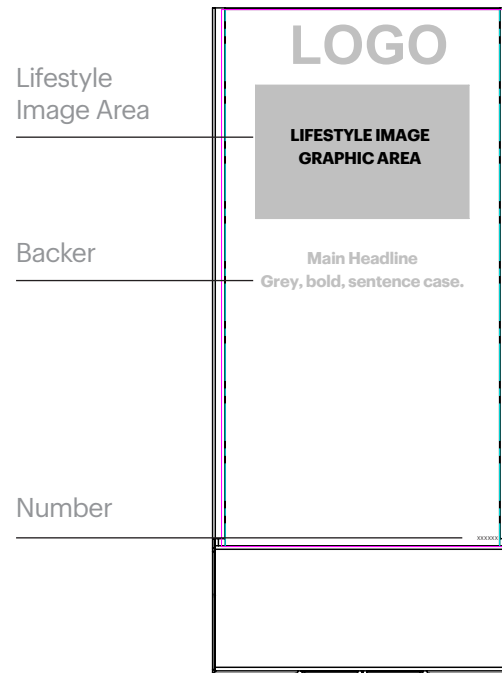 LOGO
Lifestyle
Image Area
LIFESTYLE IMAGE
GRAPHIC AREA
Backer
Main Headline
Grey, bold, sentence case.
Number
xxxxxx